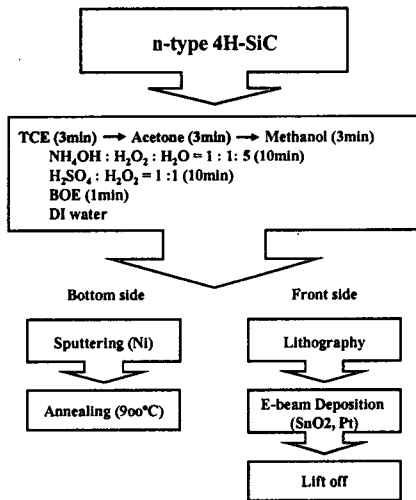 n-type 4H-SiC
TCE (3min) → Acetone (3min) → Methanol (3min)
NH₄OH : H₂O₂ : H₂O = 1 : 1 : 5 (10min)
H₂SO₄ : H₂O₂ = 1 :1 (10min)
BOE (1min)
DI water
Bottom side
Front side
Sputtering (Ni)
Lithography
Annealing (9oo°C)
E-beam Deposition
(SnO2, Pt)
Lift off